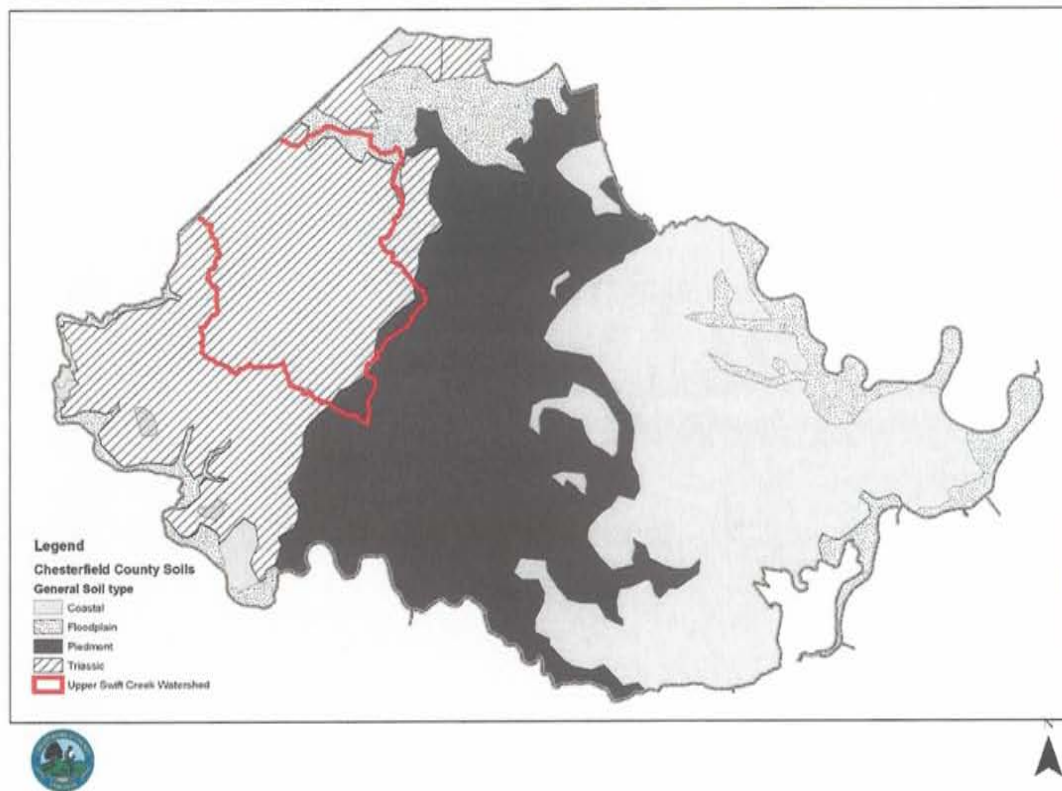 Legend
Chesterfield County Soils
General Soil type
Coastal
Floodplain
Piedmont
Triassic
Upper Swift Creek Watershed
N